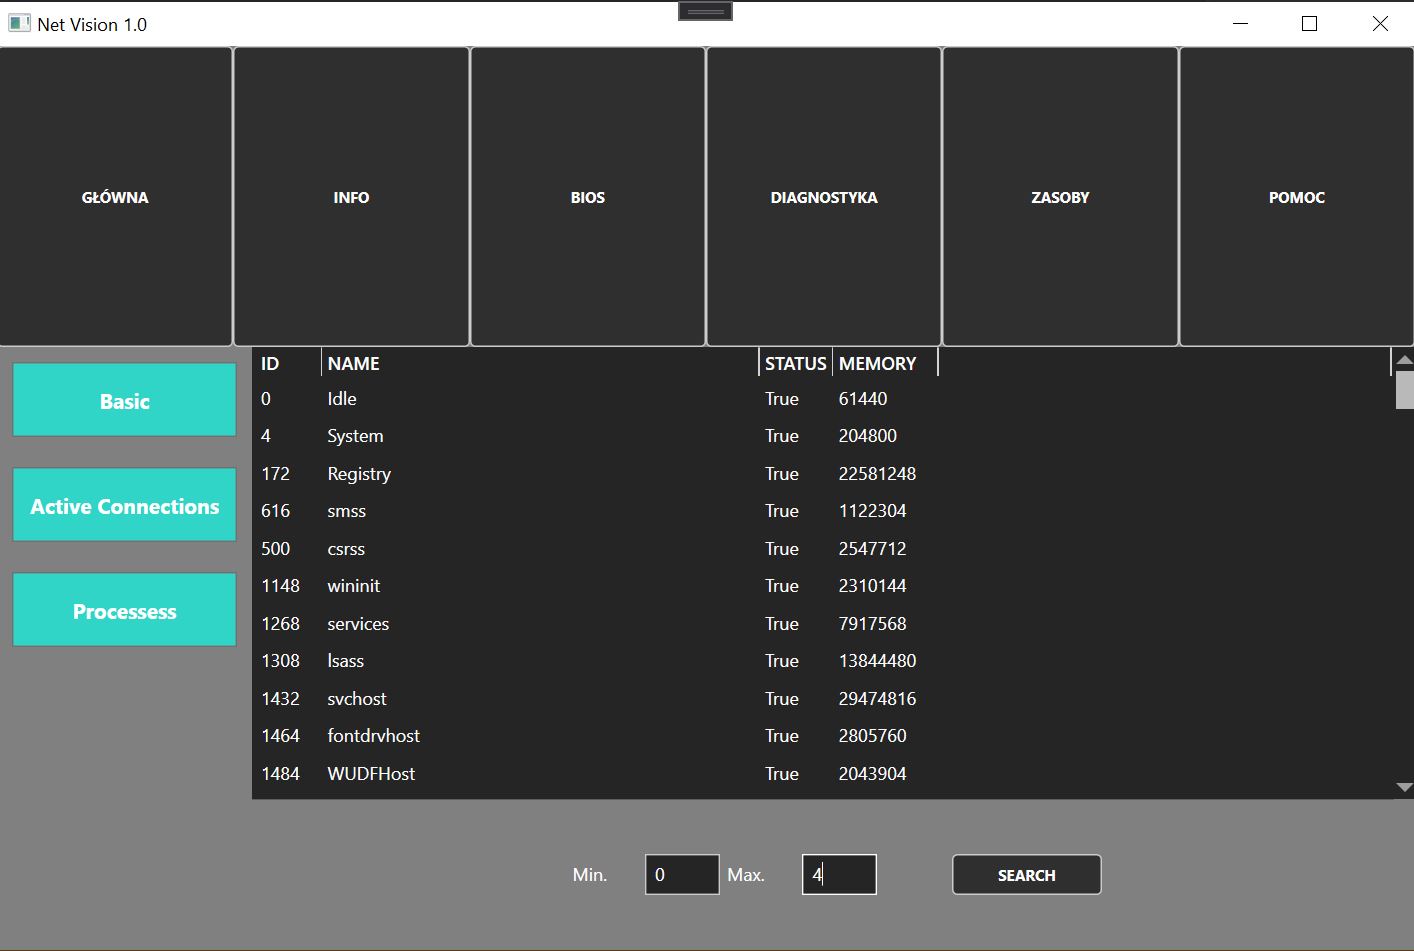 Net Vision 1.0
GŁÓWNA INFO BIOS DIAGNOSTYKA ZASOBY POMOC
Basic
Active Connections
Processess
ID NAME STATUS MEMORY
0 Idle True 61440
4 System True 204800
172 Registry True 22581248
616 smss True 1122304
500 csrss True 2547712
1148 wininit True 2310144
1268 services True 7917568
1308 lsass True 13844480
1432 svchost True 29474816
1464 fontdrvhost True 2805760
1484 WUDFHost True 2043904
Min. 0 Max. 4 SEARCH